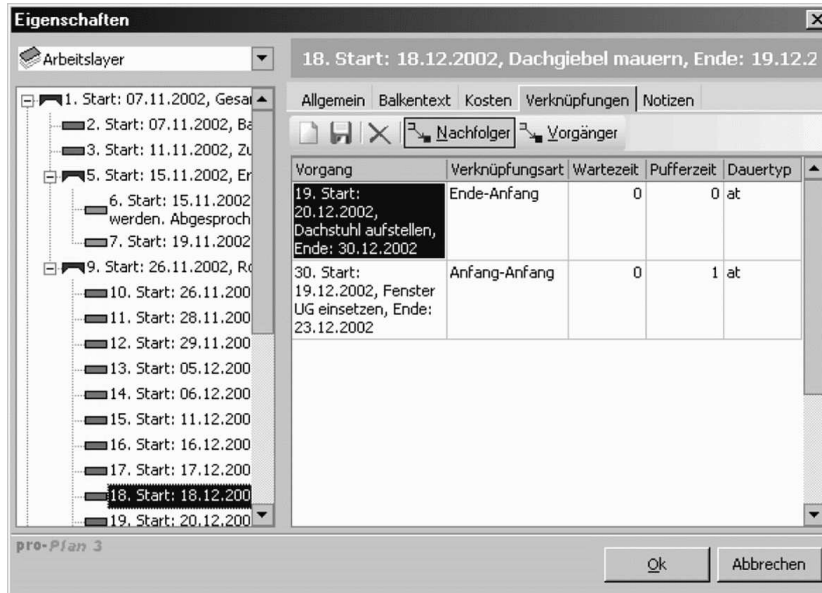 Eigenschaften
Arbeitslayer
18. Start: 18.12.2002, Dachgiebel mauern, Ende: 19.12.2
1. Start: 07.11.2002, Gesar
2. Start: 07.11.2002, Ba
3. Start: 11.11.2002, Zu
5. Start: 15.11.2002, Er
6. Start: 15.11.2002
werden. Abgesproch
7. Start: 19.11.2002
9. Start: 26.11.2002, Ro
10. Start: 26.11.200
11. Start: 28.11.200
12. Start: 29.11.200
13. Start: 05.12.200
14. Start: 06.12.200
15. Start: 11.12.200
16. Start: 16.12.200
17. Start: 17.12.200
18. Start: 18.12.200
19. Start: 20.12.200
Allgemein Balkentext Kosten Verknüpfungen Notizen
Nachfolger Vorgänger
Vorgang Verknüpfungsart Wartezeit Pufferzeit Dauertyp
19. Start: Ende-Anfang 0 0 at
20.12.2002,
Dachstuhl aufstellen,
Ende: 30.12.2002
30. Start: Anfang-Anfang 0 1 at
19.12.2002, Fenster
UG einsetzen, Ende:
23.12.2002
pro-Plan 3
Ok Abbrechen